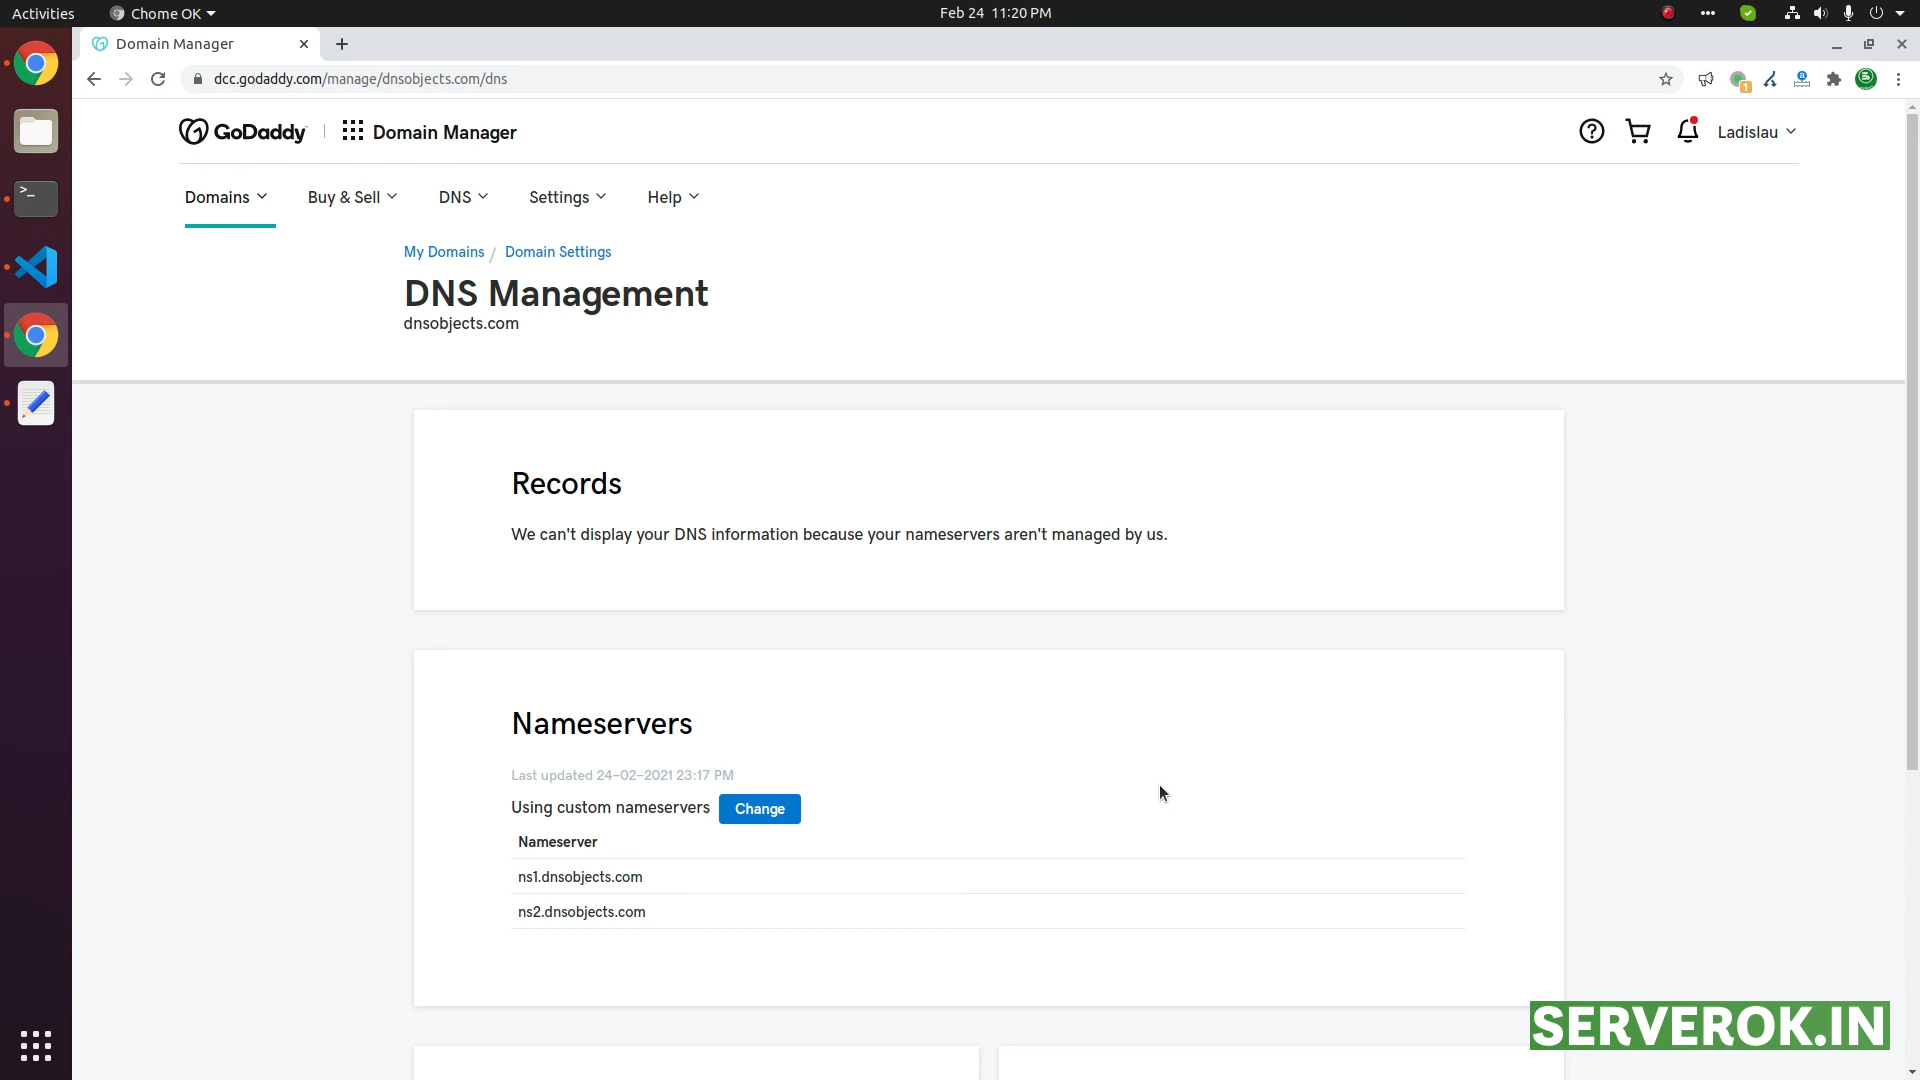 Activities
Chome OK
Feb 24 11:20 PM
Domain Manager
dcc.godaddy.com/manage/dnsobjects.com/dns
1
GoDaddy
Domain Manager
Ladislau
Domains
Buy & Sell
DNS
Settings
Help
My Domains / Domain Settings
DNS Management
dnsobjects.com
Records
We can't display your DNS information because your nameservers aren't managed by us.
Nameservers
Last updated 24-02-2021 23:17 PM
Using custom nameservers
Change
Nameserver
ns1.dnsobjects.com
ns2.dnsobjects.com
SERVEROK.IN